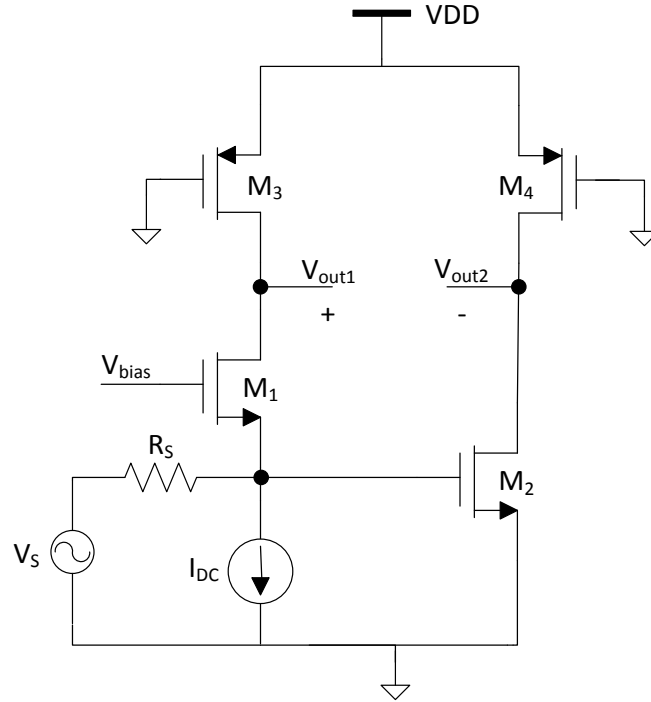 VDD
M3
M4
Vout1
Vout2
+
-
Vbias
M1
RS
M2
VS
IDC